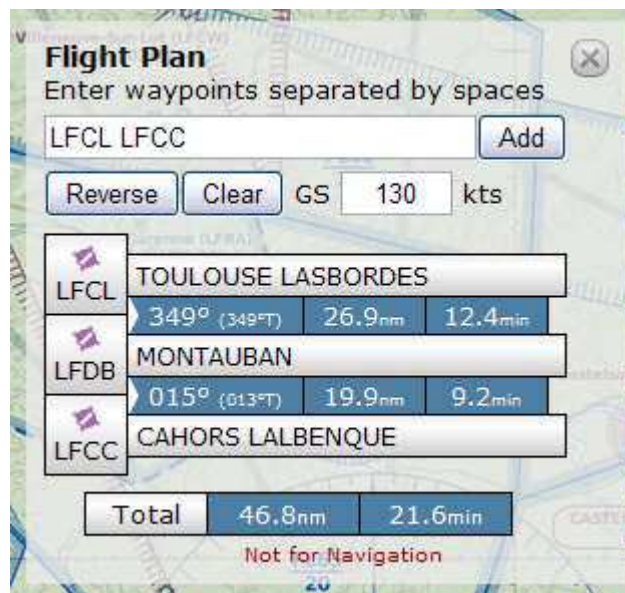 Flight Plan
Enter waypoints separated by spaces
LFCL LFCC
Add
Reverse Clear GS 130 kts
LFCL TOULOUSE LASBORDES
349° (349°T) 26.9nm 12.4min
LFDB MONTAUBAN
015° (013°T) 19.9nm 9.2min
LFCC CAHORS LALBENQUE
Total 46.8nm 21.6min
Not for Navigation
20